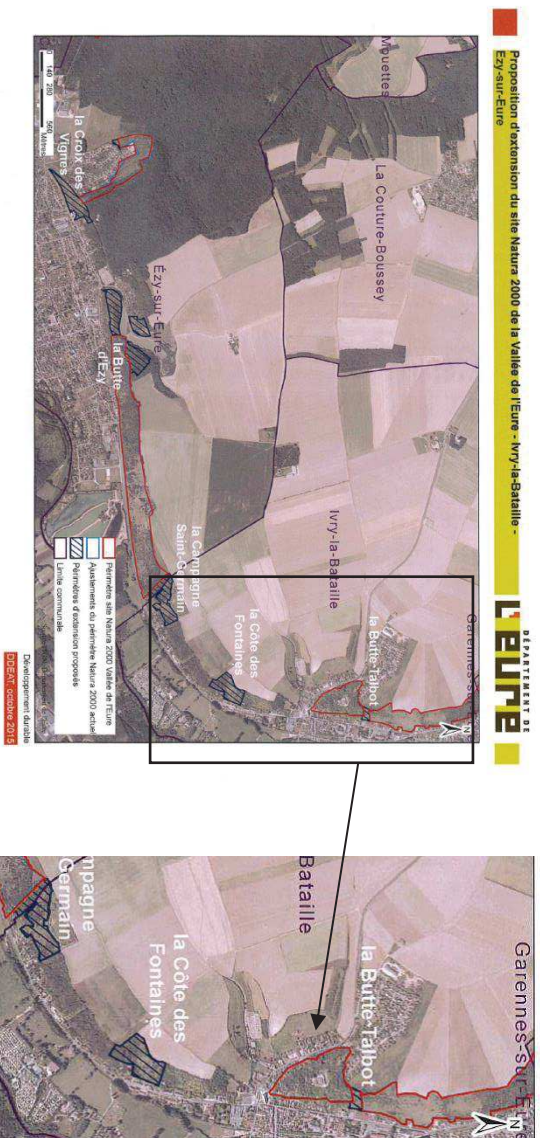 Proposition d'extension du site Natura 2000 de la Vallée de l'Eure - Ivry-la-Bataille -
Ezy-sur-Eure
DÉPARTEMENT DE
L'Eure
Mouettes
La Couture-Boussey
Ivry-la-Bataille
Garennes-su
N
la Butte-Talbot
la Côte des
Fontaines
la Campagne
Saint-Germain
Ézy-sur-Eure
la Butte
d'Ezy
la Croix des
Vignes
0 140 280 560
Mètres
Périmètre site Natura 2000 Vallée de l'Eure
Ajustements du périmètre Natura 2000 actuel
Périmètres d'extension proposés
Limite communale
Développement durable
DDEAT, octobre 2015
Garennes-sur-E
N
Bataille
la Butte-Talbot
la Côte des
Fontaines
mpagne
Germain